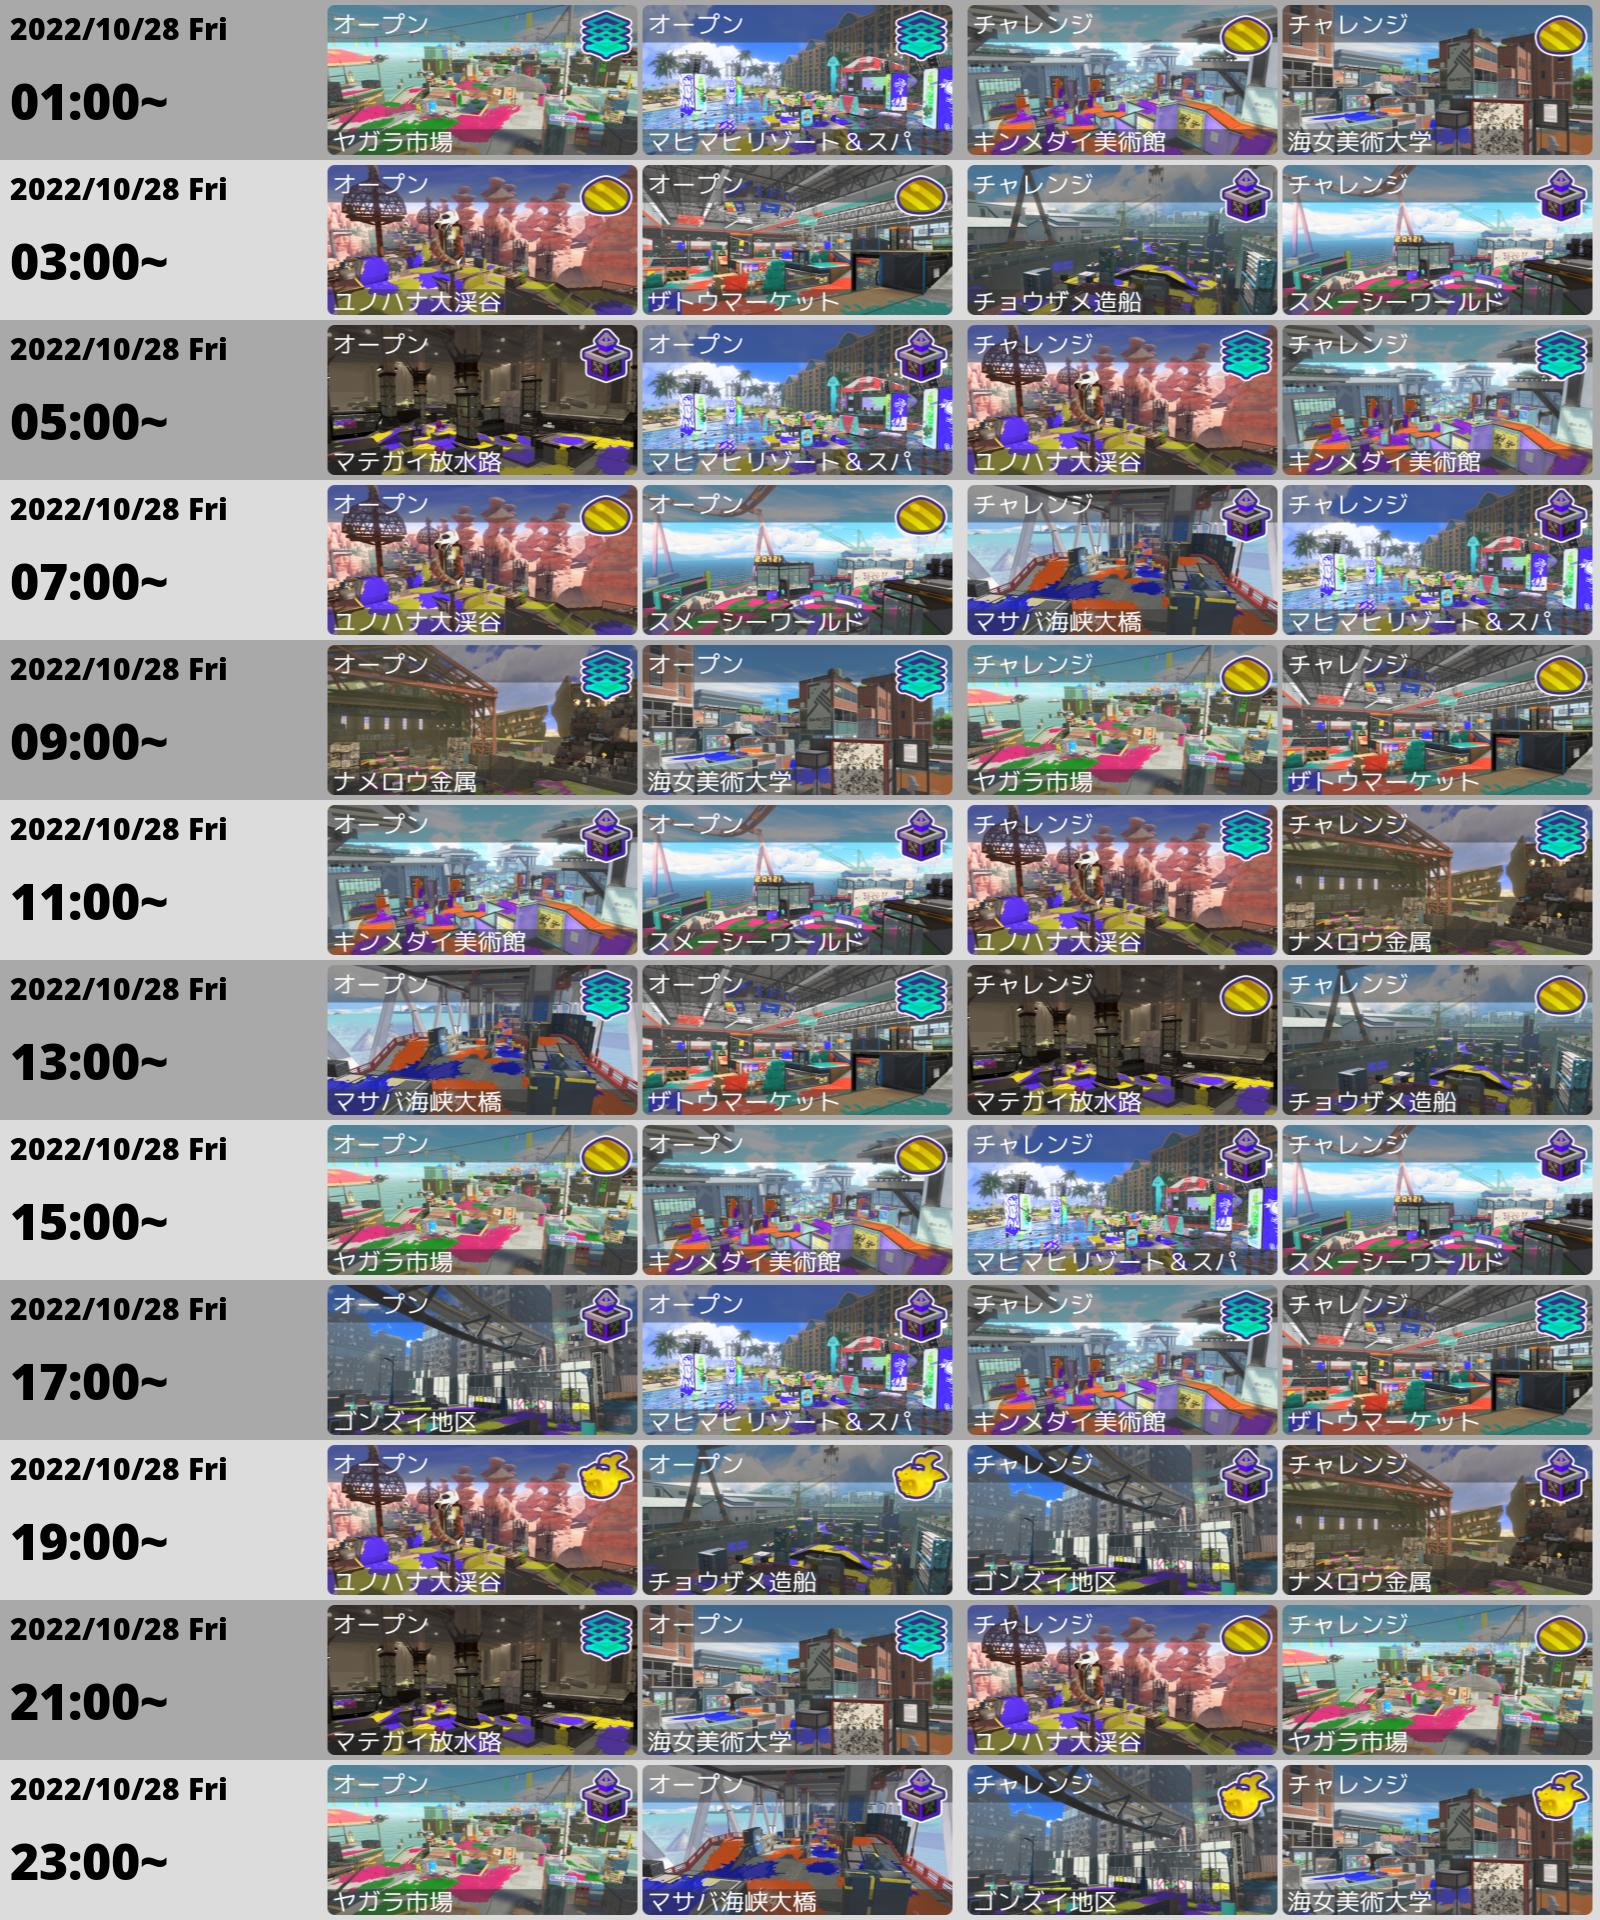 2022/10/28 Fri
01:00~
オープン
ヤガラ市場
オープン
マヒマヒリゾート＆スパ
チャレンジ
キンメダイ美術館
チャレンジ
海女美術大学
2022/10/28 Fri
03:00~
オープン
ユノハナ大渓谷
オープン
ザトウマーケット
チャレンジ
チョウザメ造船
チャレンジ
スメーシーワールド
2022/10/28 Fri
05:00~
オープン
マテガイ放水路
オープン
マヒマヒリゾート＆スパ
チャレンジ
ユノハナ大渓谷
チャレンジ
キンメダイ美術館
2022/10/28 Fri
07:00~
オープン
ユノハナ大渓谷
オープン
スメーシーワールド
チャレンジ
マサバ海峡大橋
チャレンジ
マヒマヒリゾート＆スパ
2022/10/28 Fri
09:00~
オープン
ナメロウ金属
オープン
海女美術大学
チャレンジ
ヤガラ市場
チャレンジ
ザトウマーケット
2022/10/28 Fri
11:00~
オープン
キンメダイ美術館
オープン
スメーシーワールド
チャレンジ
ユノハナ大渓谷
チャレンジ
ナメロウ金属
2022/10/28 Fri
13:00~
オープン
マサバ海峡大橋
オープン
ザトウマーケット
チャレンジ
マテガイ放水路
チャレンジ
チョウザメ造船
2022/10/28 Fri
15:00~
オープン
ヤガラ市場
オープン
キンメダイ美術館
チャレンジ
マヒマヒリゾート＆スパ
チャレンジ
スメーシーワールド
2022/10/28 Fri
17:00~
オープン
ゴンズイ地区
オープン
マヒマヒリゾート＆スパ
チャレンジ
キンメダイ美術館
チャレンジ
ザトウマーケット
2022/10/28 Fri
19:00~
オープン
ユノハナ大渓谷
オープン
チョウザメ造船
チャレンジ
ゴンズイ地区
チャレンジ
ナメロウ金属
2022/10/28 Fri
21:00~
オープン
マテガイ放水路
オープン
海女美術大学
チャレンジ
ユノハナ大渓谷
チャレンジ
ヤガラ市場
2022/10/28 Fri
23:00~
オープン
ヤガラ市場
オープン
マサバ海峡大橋
チャレンジ
ゴンズイ地区
チャレンジ
海女美術大学